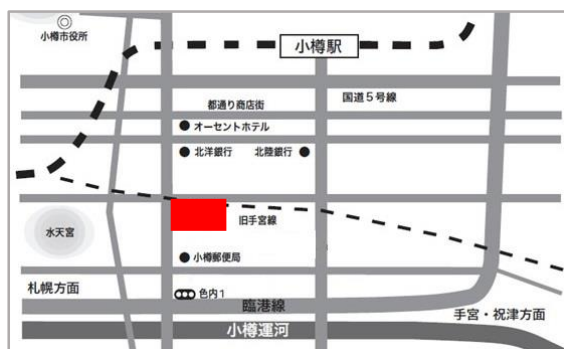 小樽市役所
小樽駅
国道5号線
都通り商店街
オーセントホテル
北洋銀行
北陸銀行
水天宮
旧手宮線
小樽郵便局
札幌方面
色内1
臨港線
手宮・祝津方面
小樽運河